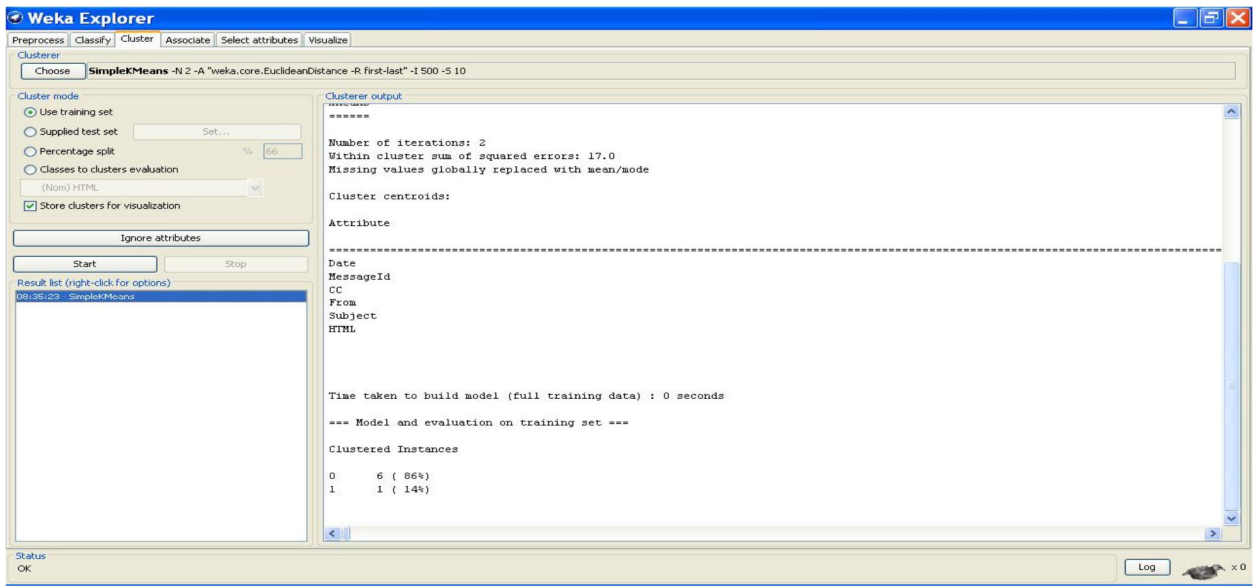 Weka Explorer
Preprocess Classify Cluster Associate Select attributes Visualize
Clusterer
Choose SimpleKMeans -N 2 -A "weka.core.EuclideanDistance -R first-last" -I 500 -S 10
Cluster mode
Use training set
Supplied test set Set...
Percentage split % 66
Classes to clusters evaluation
(Nom) HTML
Store clusters for visualization
Ignore attributes
Start Stop
Result list (right-click for options)
08:35:23 - SimpleKMeans
Clusterer output
======
Number of iterations: 2
Within cluster sum of squared errors: 17.0
Missing values globally replaced with mean/mode
Cluster centroids:
Attribute
Date
MessageId
CC
From
Subject
HTML
Time taken to build model (full training data) : 0 seconds
=== Model and evaluation on training set ===
Clustered Instances
0 6 ( 86%)
1 1 ( 14%)
Status
OK
Log x 0